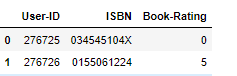 User-ID ISBN Book-Rating
0 276725 034545104X 0
1 276726 0155061224 5